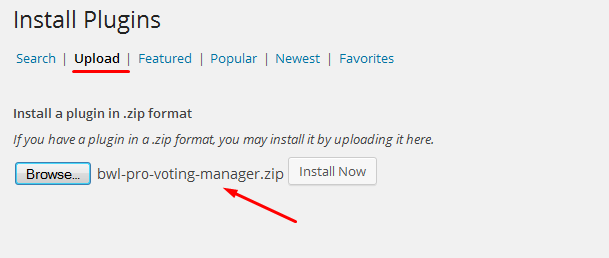 Install Plugins
Search | Upload | Featured | Popular | Newest | Favorites
Install a plugin in .zip format
If you have a plugin in a .zip format, you may install it by uploading it here.
Browse... bwl-pro-voting-manager.zip Install Now